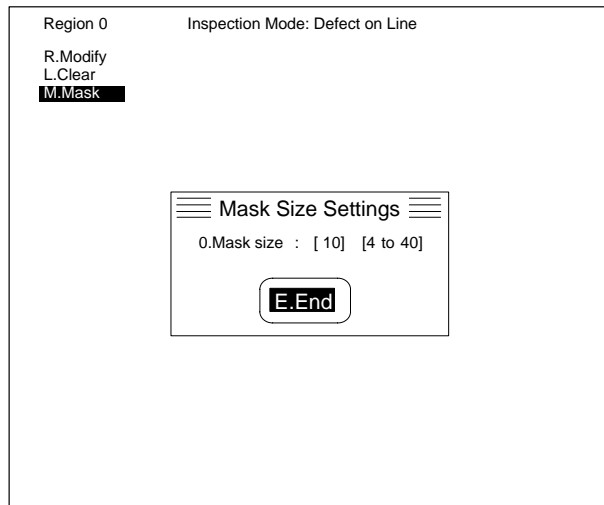 Region 0 Inspection Mode: Defect on Line
R.Modify
L.Clear
M.Mask
Mask Size Settings
0.Mask size : [ 10] [4 to 40]
E.End